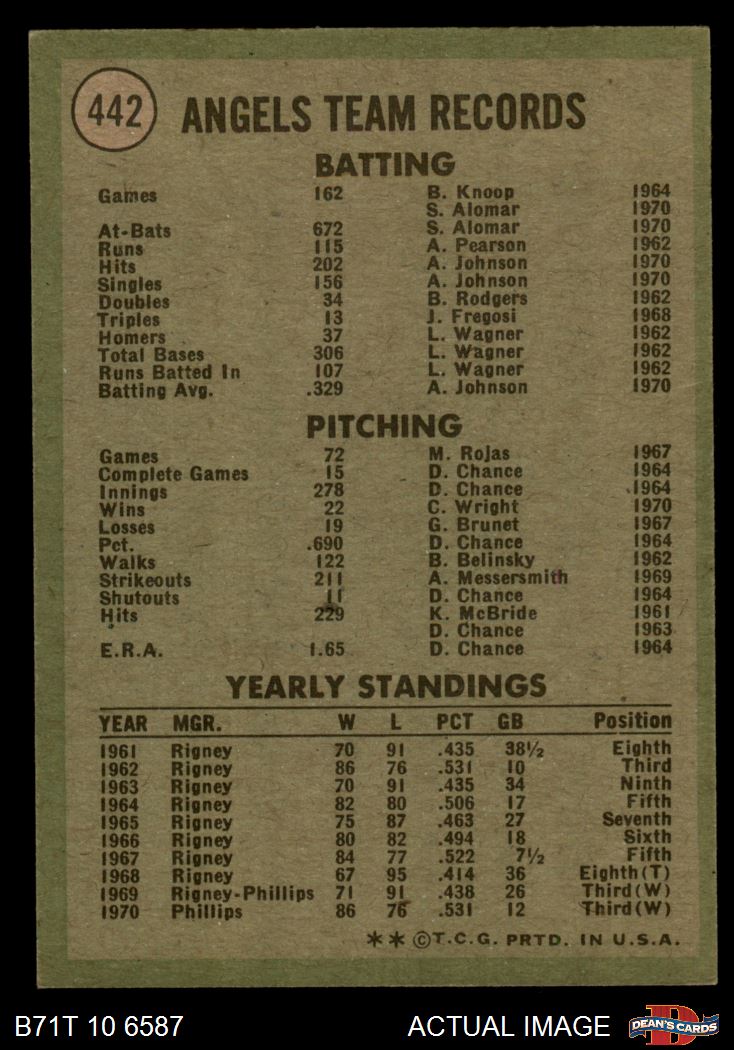 442 ANGELS TEAM RECORDS
BATTING
Games 162 B. Knoop 1964
S. Alomar 1970
At-Bats 672 S. Alomar 1970
Runs 115 A. Pearson 1962
Hits 202 A. Johnson 1970
Singles 156 A. Johnson 1970
Doubles 34 B. Rodgers 1962
Triples 13 J. Fregosi 1968
Homers 37 L. Wagner 1962
Total Bases 306 L. Wagner 1962
Runs Batted In 107 L. Wagner 1962
Batting Avg. .329 A. Johnson 1970
PITCHING
Games 72 M. Rojas 1967
Complete Games 15 D. Chance 1964
Innings 278 D. Chance 1964
Wins 22 C. Wright 1970
Losses 19 G. Brunet 1967
Pct. .690 D. Chance 1964
Walks 122 B. Belinsky 1962
Strikeouts 211 A. Messersmith 1969
Shutouts 11 D. Chance 1964
Hits 229 K. McBride 1961
D. Chance 1963
E.R.A. 1.65 D. Chance 1964
YEARLY STANDINGS
YEAR MGR. W L PCT GB Position
1961 Rigney 70 91 .435 38½ Eighth
1962 Rigney 86 76 .531 10 Third
1963 Rigney 70 91 .435 34 Ninth
1964 Rigney 82 80 .506 17 Fifth
1965 Rigney 75 87 .463 27 Seventh
1966 Rigney 80 82 .494 18 Sixth
1967 Rigney 84 77 .522 7½ Fifth
1968 Rigney 67 95 .414 36 Eighth(T)
1969 Rigney-Phillips 71 91 .438 26 Third(W)
1970 Phillips 86 76 .531 12 Third(W)
** ©T.C.G. PRTD. IN U.S.A.
B71T 10 6587 ACTUAL IMAGE D DEAN'S CARDS